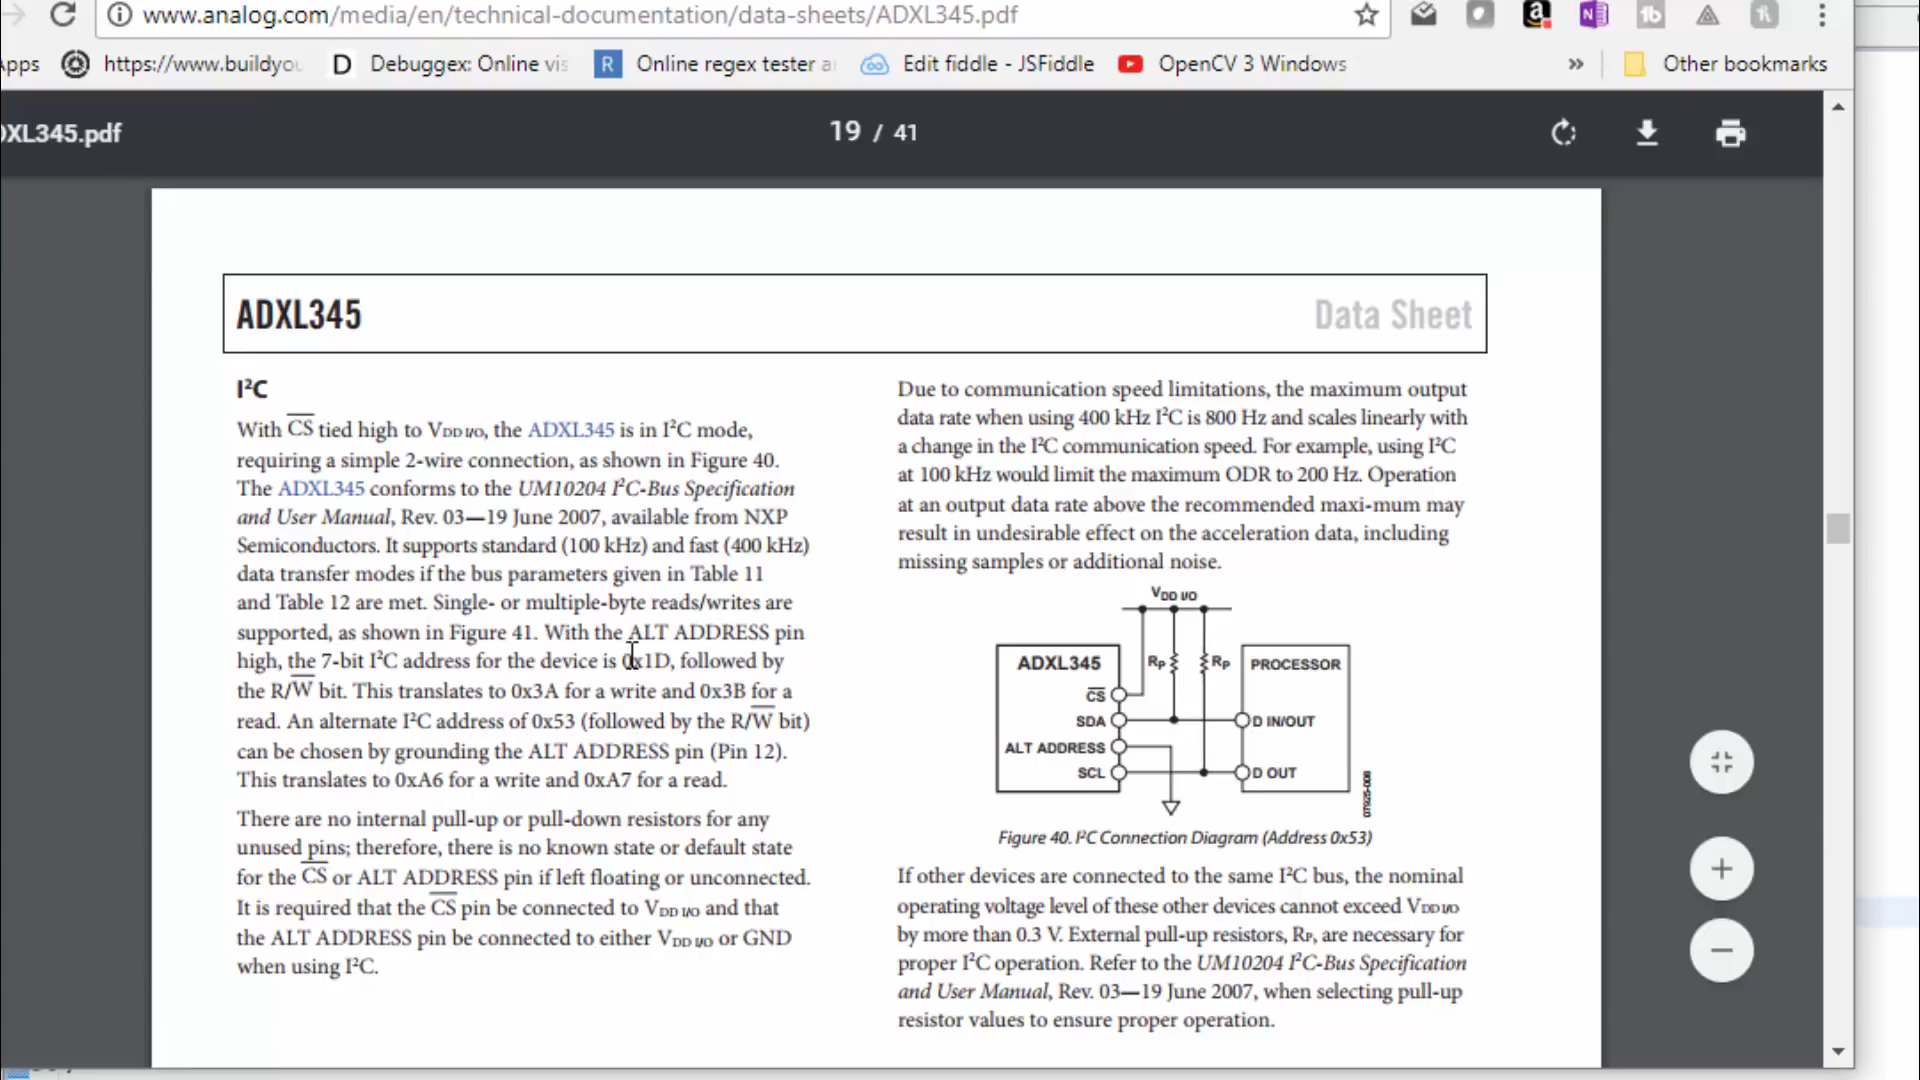 www.analog.com/media/en/technical-documentation/data-sheets/ADXL345.pdf
https://www.buildyou
D Debuggex: Online vis
R Online regex tester a
Edit fiddle - JSFiddle
OpenCV 3 Windows
»
Other bookmarks
XL345.pdf
19 / 41
ADXL345
Data Sheet
I²C
With CS tied high to VDD I/O, the ADXL345 is in I²C mode,
requiring a simple 2-wire connection, as shown in Figure 40.
The ADXL345 conforms to the UM10204 I²C-Bus Specification
and User Manual, Rev. 03—19 June 2007, available from NXP
Semiconductors. It supports standard (100 kHz) and fast (400 kHz)
data transfer modes if the bus parameters given in Table 11
and Table 12 are met. Single- or multiple-byte reads/writes are
supported, as shown in Figure 41. With the ALT ADDRESS pin
high, the 7-bit I²C address for the device is 0x1D, followed by
the R/W bit. This translates to 0x3A for a write and 0x3B for a
read. An alternate I²C address of 0x53 (followed by the R/W bit)
can be chosen by grounding the ALT ADDRESS pin (Pin 12).
This translates to 0xA6 for a write and 0xA7 for a read.
There are no internal pull-up or pull-down resistors for any
unused pins; therefore, there is no known state or default state
for the CS or ALT ADDRESS pin if left floating or unconnected.
It is required that the CS pin be connected to VDD I/O and that
the ALT ADDRESS pin be connected to either VDD I/O or GND
when using I²C.
Due to communication speed limitations, the maximum output
data rate when using 400 kHz I²C is 800 Hz and scales linearly with
a change in the I²C communication speed. For example, using I²C
at 100 kHz would limit the maximum ODR to 200 Hz. Operation
at an output data rate above the recommended maxi-mum may
result in undesirable effect on the acceleration data, including
missing samples or additional noise.
VDD I/O
ADXL345
RP
RP
PROCESSOR
CS
SDA
D IN/OUT
ALT ADDRESS
SCL
D OUT
07925-008
Figure 40. I²C Connection Diagram (Address 0x53)
If other devices are connected to the same I²C bus, the nominal
operating voltage level of these other devices cannot exceed VDD I/O
by more than 0.3 V. External pull-up resistors, RP, are necessary for
proper I²C operation. Refer to the UM10204 I²C-Bus Specification
and User Manual, Rev. 03—19 June 2007, when selecting pull-up
resistor values to ensure proper operation.